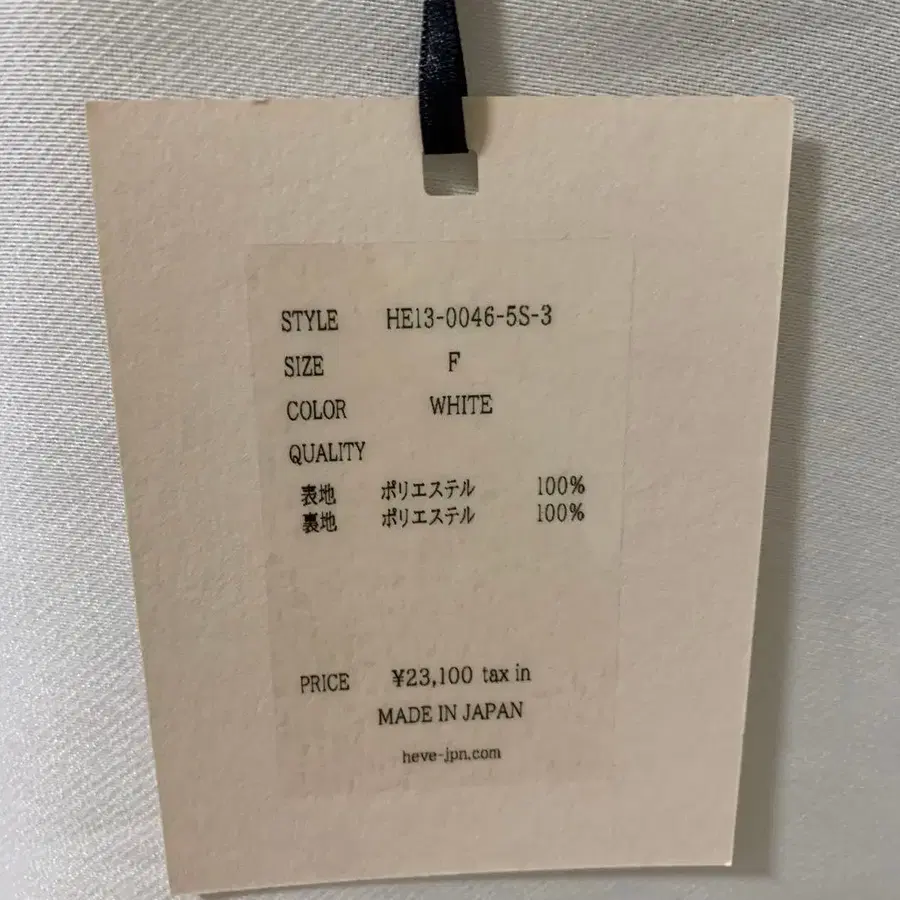 STYLE HE13-0046-5S-3
SIZE F
COLOR WHITE
QUALITY
表地 ポリエステル 100%
裏地 ポリエステル 100%
PRICE ¥23,100 tax in
MADE IN JAPAN
heve-jpn.com